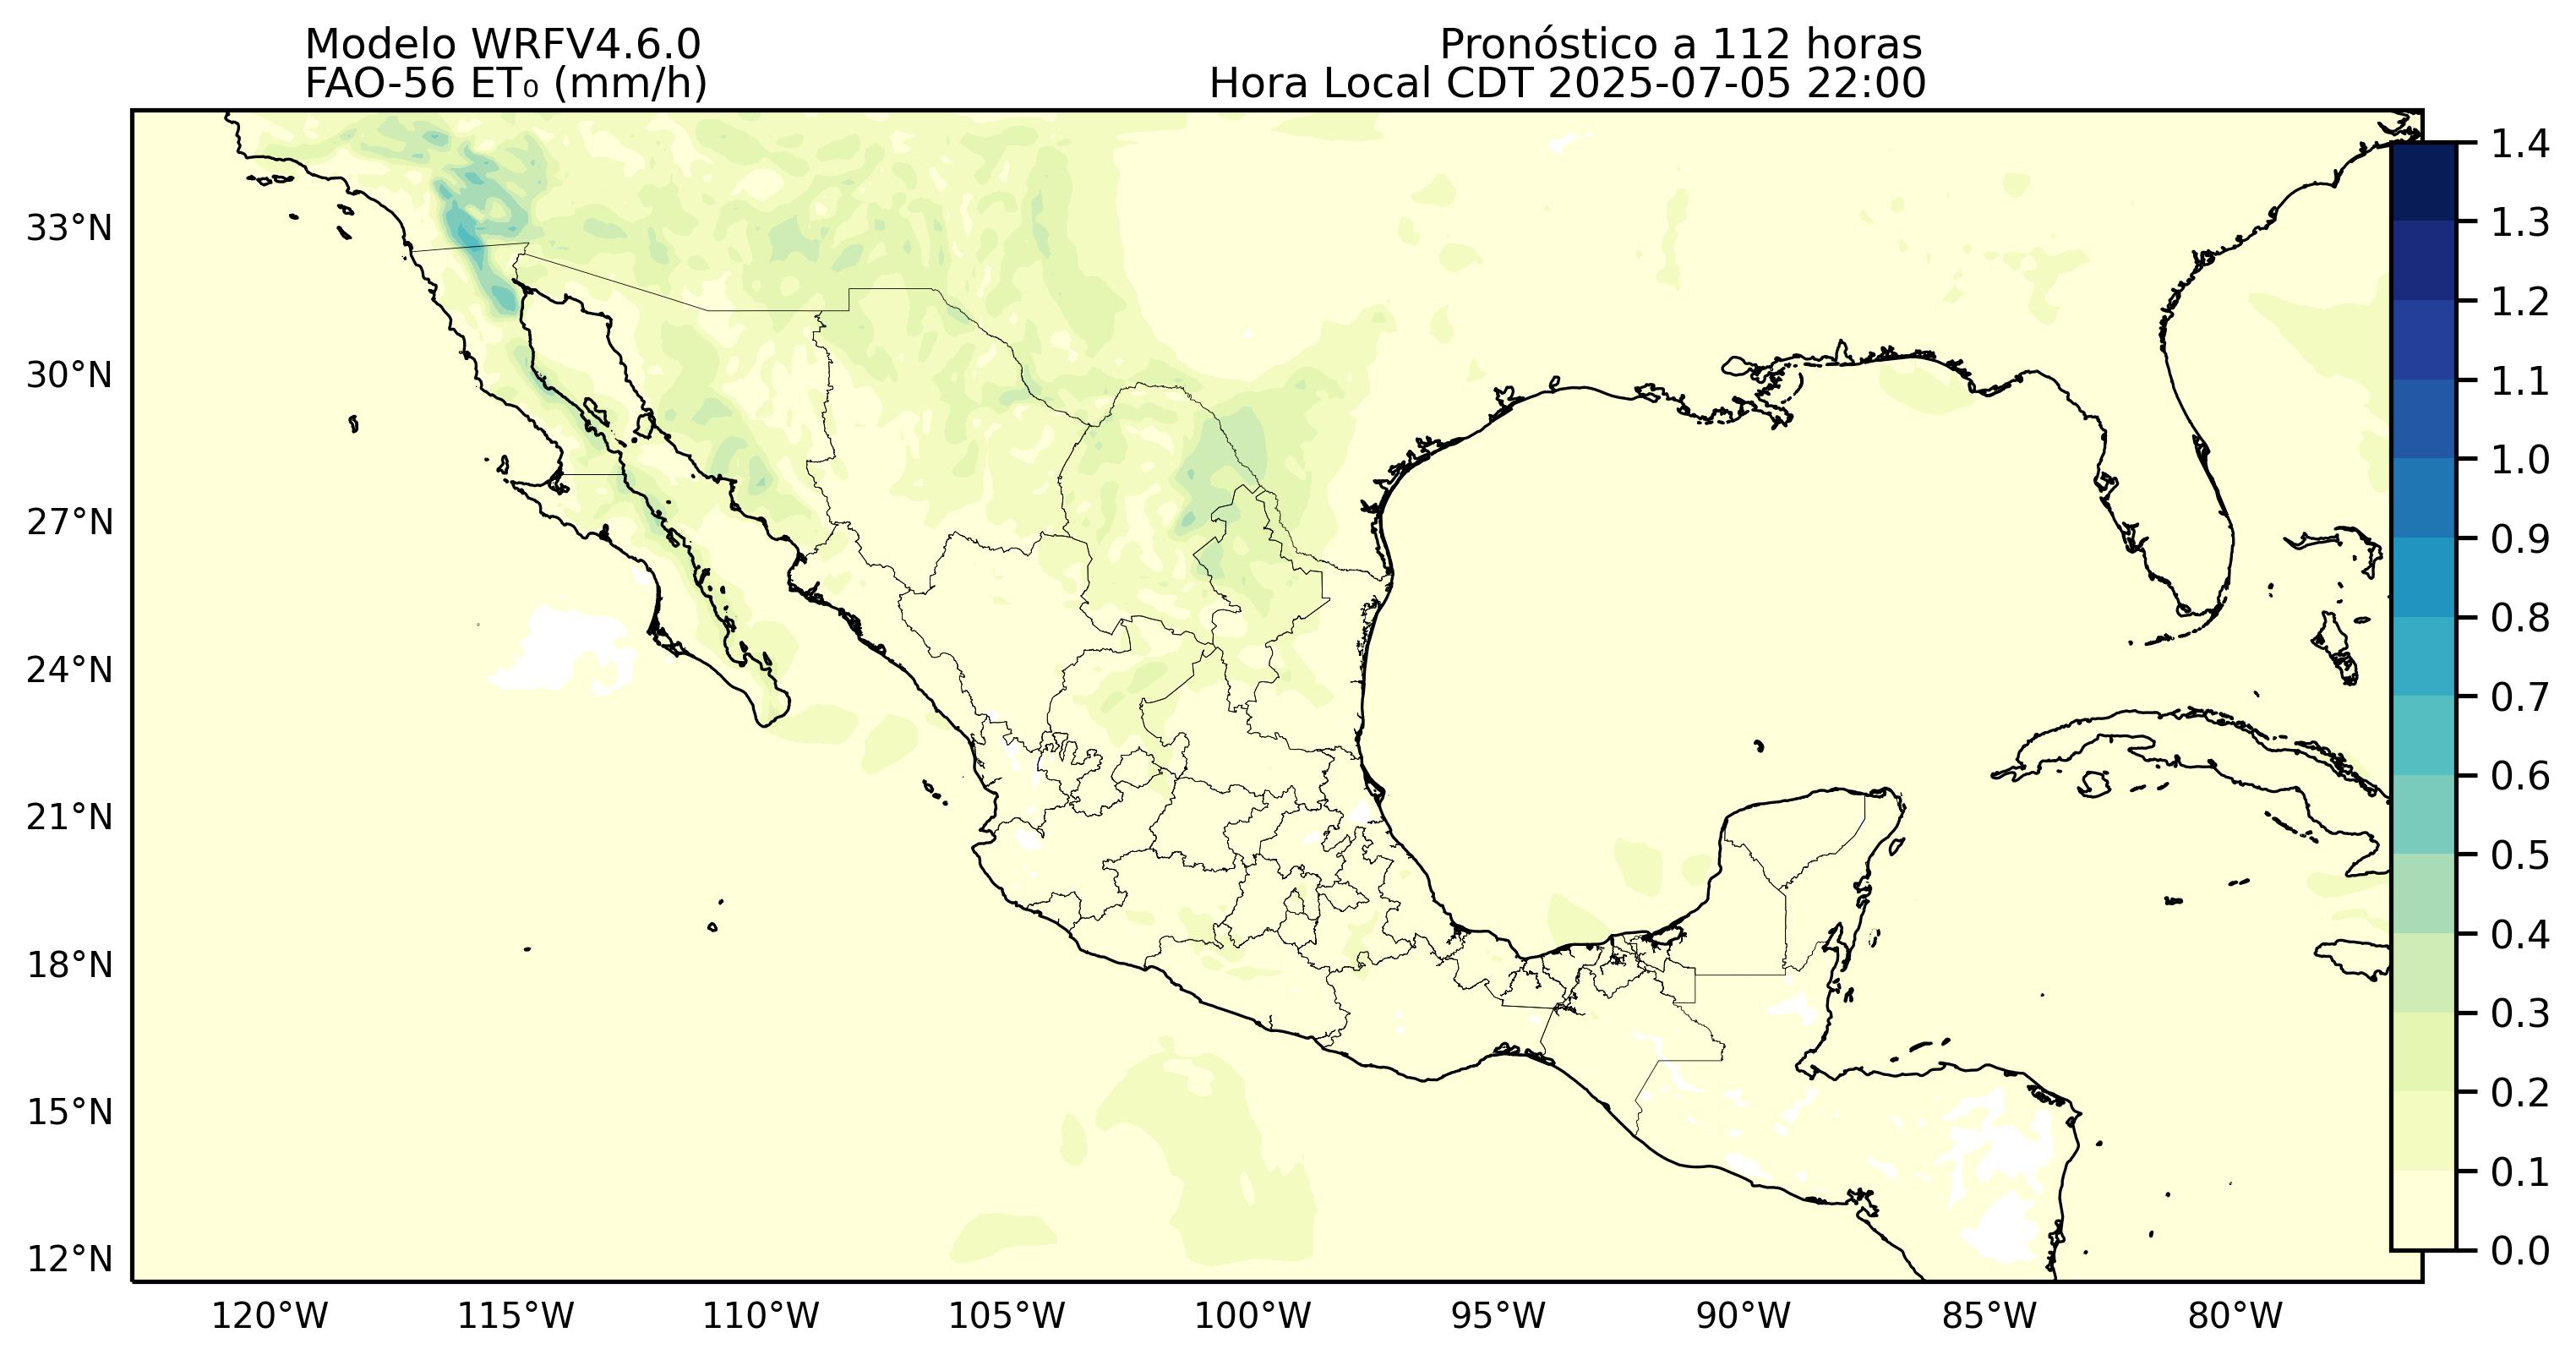 Modelo WRFV4.6.0
FAO-56 ET₀ (mm/h)
Pronóstico a 112 horas
Hora Local CDT 2025-07-05 22:00
33°N
30°N
27°N
24°N
21°N
18°N
15°N
12°N
120°W
115°W
110°W
105°W
100°W
95°W
90°W
85°W
80°W
1.4
1.3
1.2
1.1
1.0
0.9
0.8
0.7
0.6
0.5
0.4
0.3
0.2
0.1
0.0